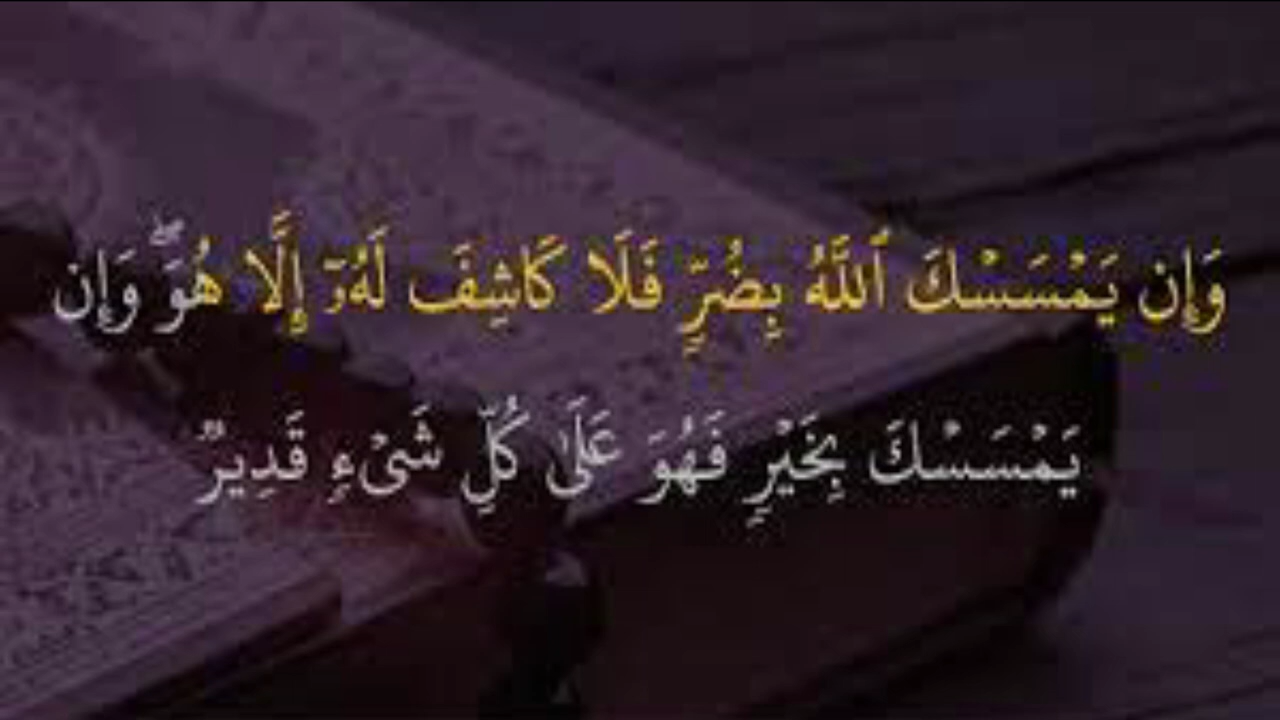 وَإِن يَمْسَسْكَ ٱللَّهُ بِضُرٍّ فَلَا كَاشِفَ لَهُۥٓ إِلَّا هُوَ ۖ وَإِن
يَمْسَسْكَ بِخَيْرٍ فَهُوَ عَلَىٰ كُلِّ شَىْءٍ قَدِيرٌ